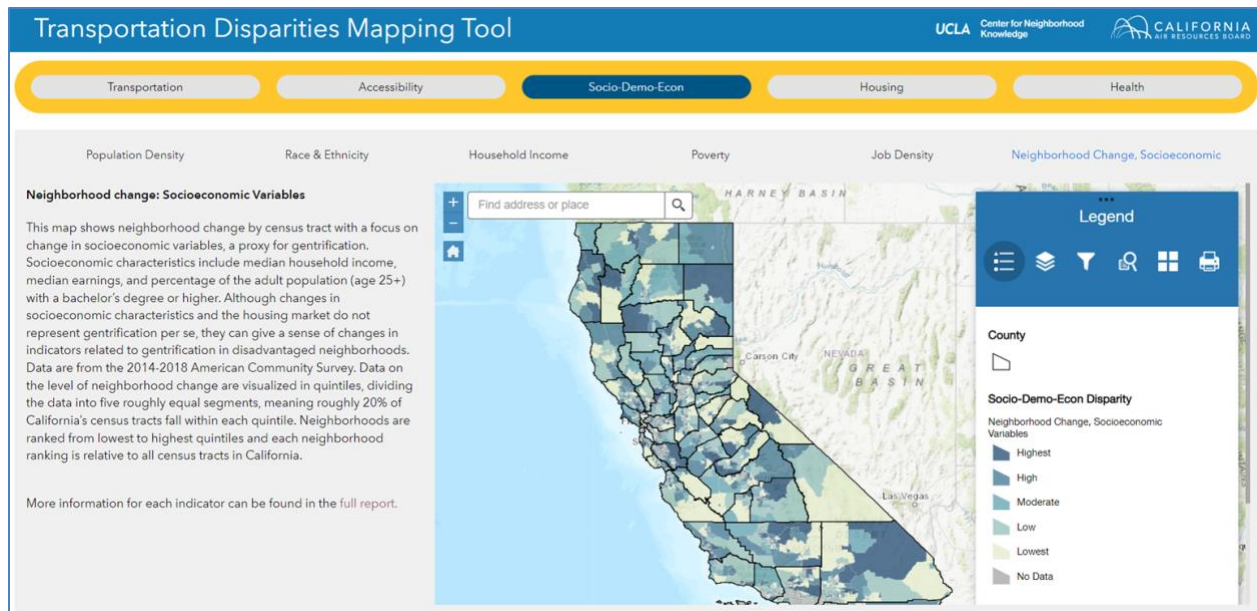 Transportation Disparities Mapping Tool
UCLA Center for Neighborhood
Knowledge
CALIFORNIA
AIR RESOURCES BOARD
Transportation
Accessibility
Socio-Demo-Econ
Housing
Health
Population Density
Race & Ethnicity
Household Income
Poverty
Job Density
Neighborhood Change, Socioeconomic
Neighborhood change: Socioeconomic Variables
This map shows neighborhood change by census tract with a focus on
change in socioeconomic variables, a proxy for gentrification.
Socioeconomic characteristics include median household income,
median earnings, and percentage of the adult population (age 25+)
with a bachelor's degree or higher. Although changes in
socioeconomic characteristics and the housing market do not
represent gentrification per se, they can give a sense of changes in
indicators related to gentrification in disadvantaged neighborhoods.
Data are from the 2014-2018 American Community Survey. Data on
the level of neighborhood change are visualized in quintiles, dividing
the data into five roughly equal segments, meaning roughly 20% of
California's census tracts fall within each quintile. Neighborhoods are
ranked from lowest to highest quintiles and each neighborhood
ranking is relative to all census tracts in California.
More information for each indicator can be found in the full report.
+
Find address or place
−
HARNEY BASIN
Carson City
NEVADA
GREAT
BASIN
Las Vegas
Legend
County
Socio-Demo-Econ Disparity
Neighborhood Change, Socioeconomic
Variables
Highest
High
Moderate
Low
Lowest
No Data